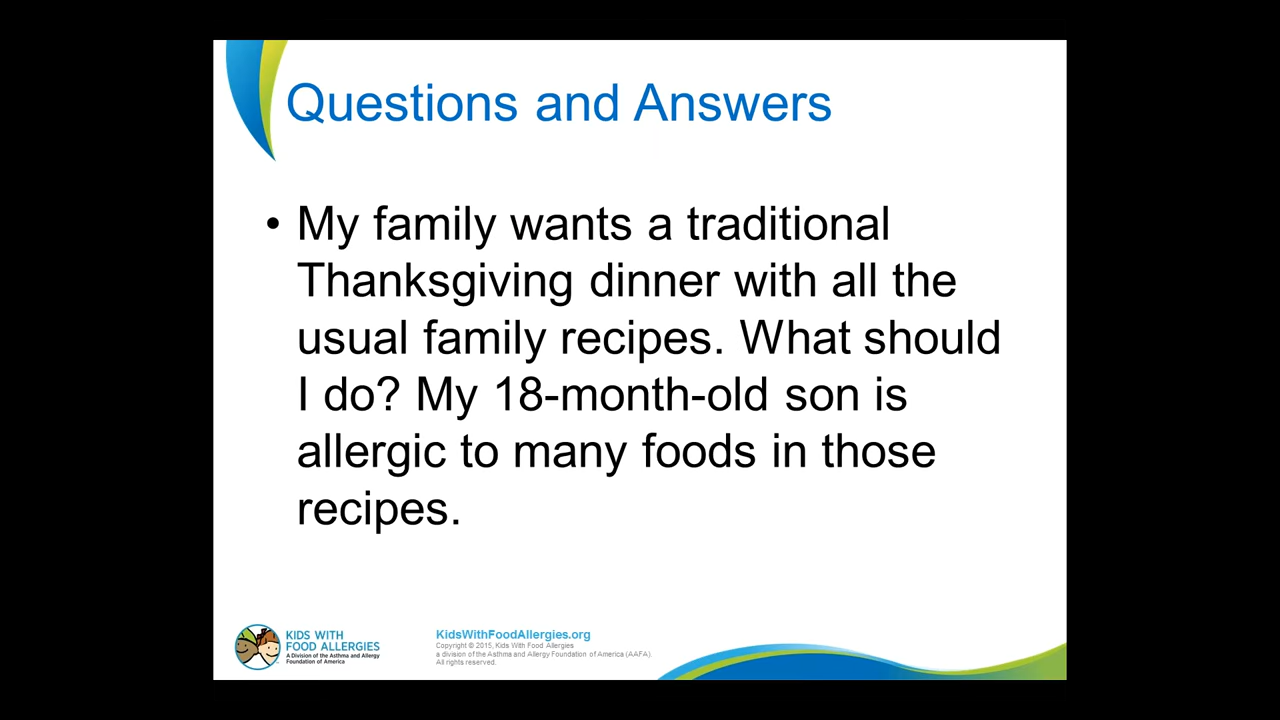 Questions and Answers
• My family wants a traditional
Thanksgiving dinner with all the
usual family recipes. What should
I do? My 18-month-old son is
allergic to many foods in those
recipes.
KIDS WITH
FOOD ALLERGIES
A Division of the Asthma and Allergy
Foundation of America
KidsWithFoodAllergies.org
Copyright © 2015, Kids With Food Allergies
a division of the Asthma and Allergy Foundation of America (AAFA).
All rights reserved.